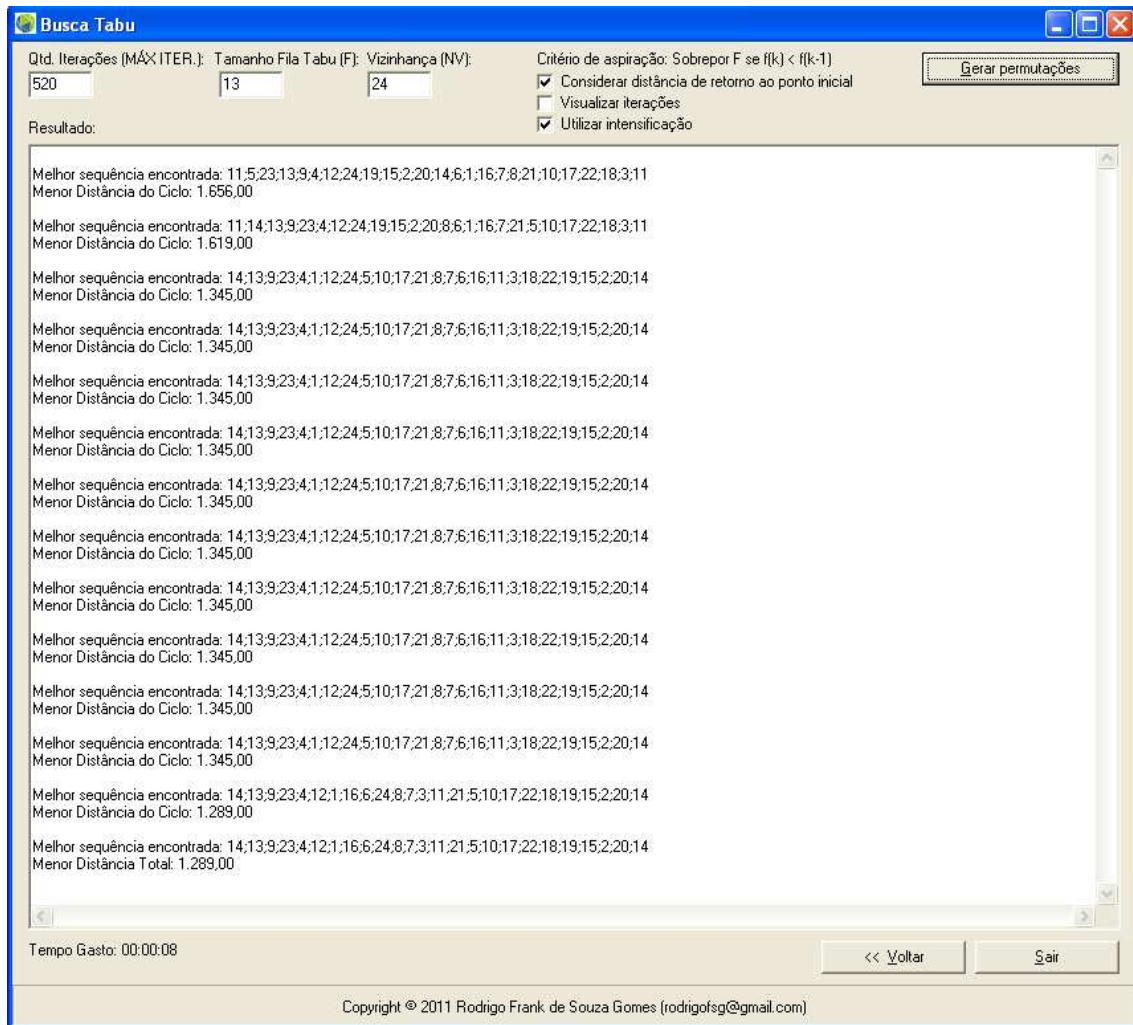 Busca Tabu
Qtd. Iterações (MÁX ITER.): Tamanho Fila Tabu (F): Vizinhança (NV):
520 13 24
Critério de aspiração: Sobrepor F se f(k) < f(k-1)
Considerar distância de retorno ao ponto inicial
Visualizar iterações
Utilizar intensificação
Gerar permutações
Resultado:
Melhor sequência encontrada: 11;5;23;13;9;4;12;24;19;15;2;20;14;6;1;16;7;8;21;10;17;22;18;3;11
Menor Distância do Ciclo: 1.656,00
Melhor sequência encontrada: 11;14;13;9;23;4;12;24;19;15;2;20;8;6;1;16;7;21;5;10;17;22;18;3;11
Menor Distância do Ciclo: 1.619,00
Melhor sequência encontrada: 14;13;9;23;4;1;12;24;5;10;17;21;8;7;6;16;11;3;18;22;19;15;2;20;14
Menor Distância do Ciclo: 1.345,00
Melhor sequência encontrada: 14;13;9;23;4;1;12;24;5;10;17;21;8;7;6;16;11;3;18;22;19;15;2;20;14
Menor Distância do Ciclo: 1.345,00
Melhor sequência encontrada: 14;13;9;23;4;1;12;24;5;10;17;21;8;7;6;16;11;3;18;22;19;15;2;20;14
Menor Distância do Ciclo: 1.345,00
Melhor sequência encontrada: 14;13;9;23;4;1;12;24;5;10;17;21;8;7;6;16;11;3;18;22;19;15;2;20;14
Menor Distância do Ciclo: 1.345,00
Melhor sequência encontrada: 14;13;9;23;4;1;12;24;5;10;17;21;8;7;6;16;11;3;18;22;19;15;2;20;14
Menor Distância do Ciclo: 1.345,00
Melhor sequência encontrada: 14;13;9;23;4;1;12;24;5;10;17;21;8;7;6;16;11;3;18;22;19;15;2;20;14
Menor Distância do Ciclo: 1.345,00
Melhor sequência encontrada: 14;13;9;23;4;1;12;24;5;10;17;21;8;7;6;16;11;3;18;22;19;15;2;20;14
Menor Distância do Ciclo: 1.345,00
Melhor sequência encontrada: 14;13;9;23;4;1;12;24;5;10;17;21;8;7;6;16;11;3;18;22;19;15;2;20;14
Menor Distância do Ciclo: 1.345,00
Melhor sequência encontrada: 14;13;9;23;4;1;12;24;5;10;17;21;8;7;6;16;11;3;18;22;19;15;2;20;14
Menor Distância do Ciclo: 1.345,00
Melhor sequência encontrada: 14;13;9;23;4;1;12;24;5;10;17;21;8;7;6;16;11;3;18;22;19;15;2;20;14
Menor Distância do Ciclo: 1.345,00
Melhor sequência encontrada: 14;13;9;23;4;12;1;16;6;24;8;7;3;11;21;5;10;17;22;18;19;15;2;20;14
Menor Distância do Ciclo: 1.289,00
Melhor sequência encontrada: 14;13;9;23;4;12;1;16;6;24;8;7;3;11;21;5;10;17;22;18;19;15;2;20;14
Menor Distância Total: 1.289,00
Tempo Gasto: 00:00:08
<< Voltar
Sair
Copyright © 2011 Rodrigo Frank de Souza Gomes (rodrigofsg@gmail.com)